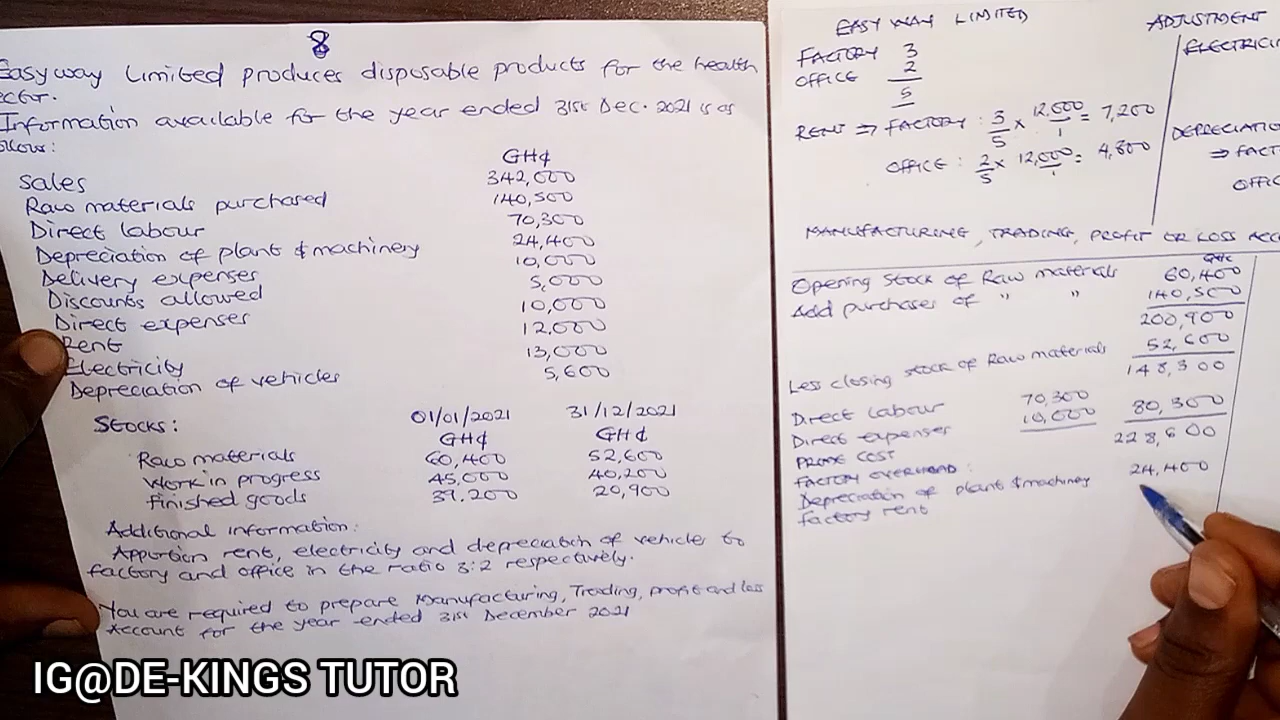 8
Easyway Limited produces disposable products for the health
ector.
Information available for the year ended 31st Dec. 2021 is as
ollow:
GH¢
Sales 342,000
Raw materials purchased 140,500
Direct labour 70,300
Depreciation of plant & machinery 24,400
Delivery expenses 10,000
Discounts allowed 5,000
Direct expenses 10,000
Rent 12,000
Electricity 13,000
Depreciation of vehicles 5,600
Stocks: 01/01/2021 31/12/2021
GH¢ GH¢
Raw materials 60,400 52,600
Work in progress 45,000 40,200
finished goods 39,200 20,900
Additional information:
Apportion rent, electricity and depreciation of vehicles to
factory and office in the ratio 3:2 respectively.
You are required to prepare Manufacturing, Trading, profit and loss
Account for the year ended 31st December 2021
IG@DE-KINGS TUTOR
EASY WAY LIMITED
FACTORY 3
OFFICE 2
5
RENT ⇒ FACTORY : 3/5 × 12,000/1 = 7,200
OFFICE : 2/5 × 12,000/1 = 4,800
ADJUSTMENT
ELECTRICI
DEPRECIATIO
⇒ FACT
OFFIC
MANUFACTURING, TRADING, PROFIT OR LOSS ACC
GH¢
Opening stock of Raw materials 60,400
Add purchases of " " 140,500
200,900
Less closing stock of Raw materials 52,600
148,300
Direct labour 70,300
Direct expenses 10,000 80,300
PRIME COST 228,600
FACTORY OVERHEAD:
Depreciation of plant & machinery 24,400
factory rent